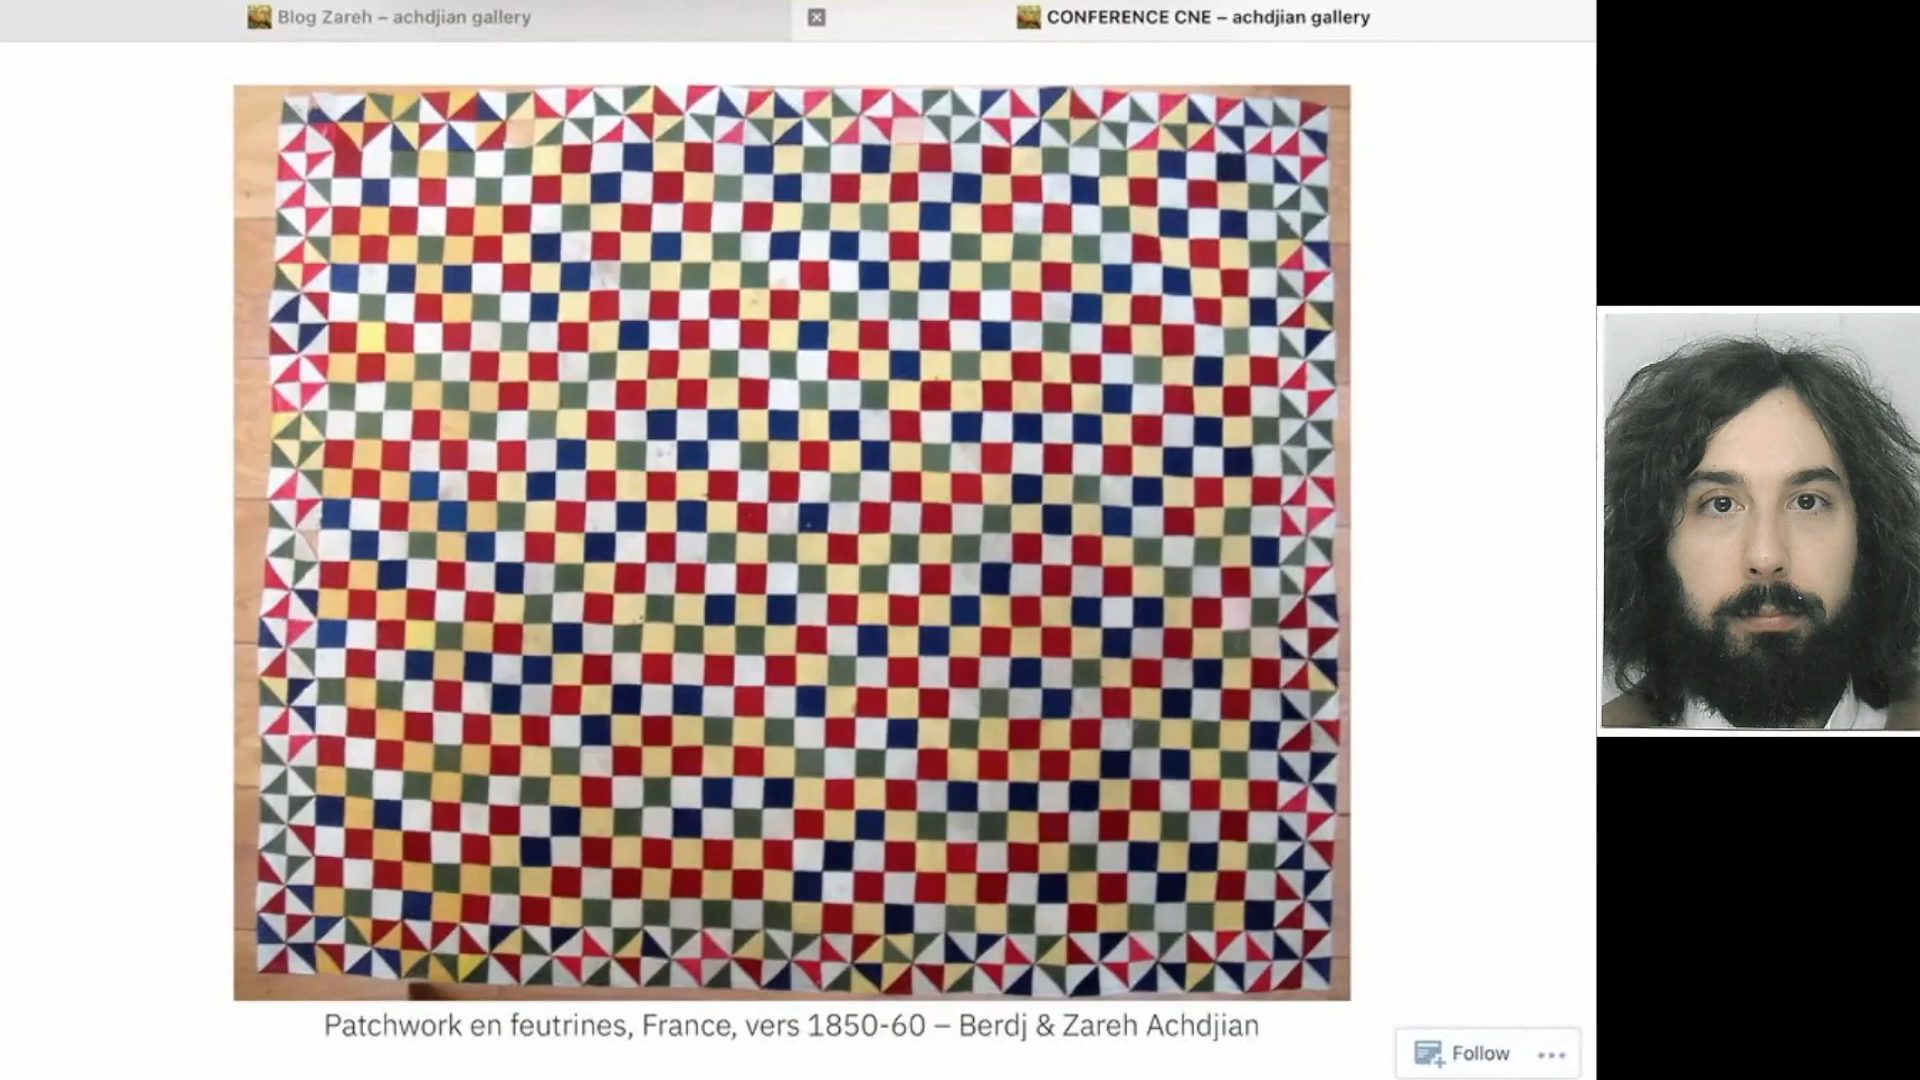 Blog Zareh – achdjian gallery
CONFERENCE CNE – achdjian gallery
Patchwork en feutrines, France, vers 1850-60 – Berdj & Zareh Achdjian
Follow